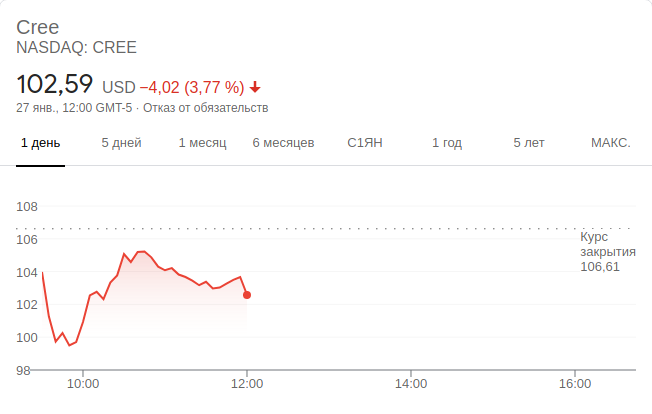 Cree
NASDAQ: CREE
102,59 USD −4,02 (3,77 %)
27 янв., 12:00 GMT-5 · Отказ от обязательств
1 день 5 дней 1 месяц 6 месяцев С1ЯН 1 год 5 лет МАКС.
108
106
104
102
100
98
Курс
закрытия
106,61
10:00 12:00 14:00 16:00